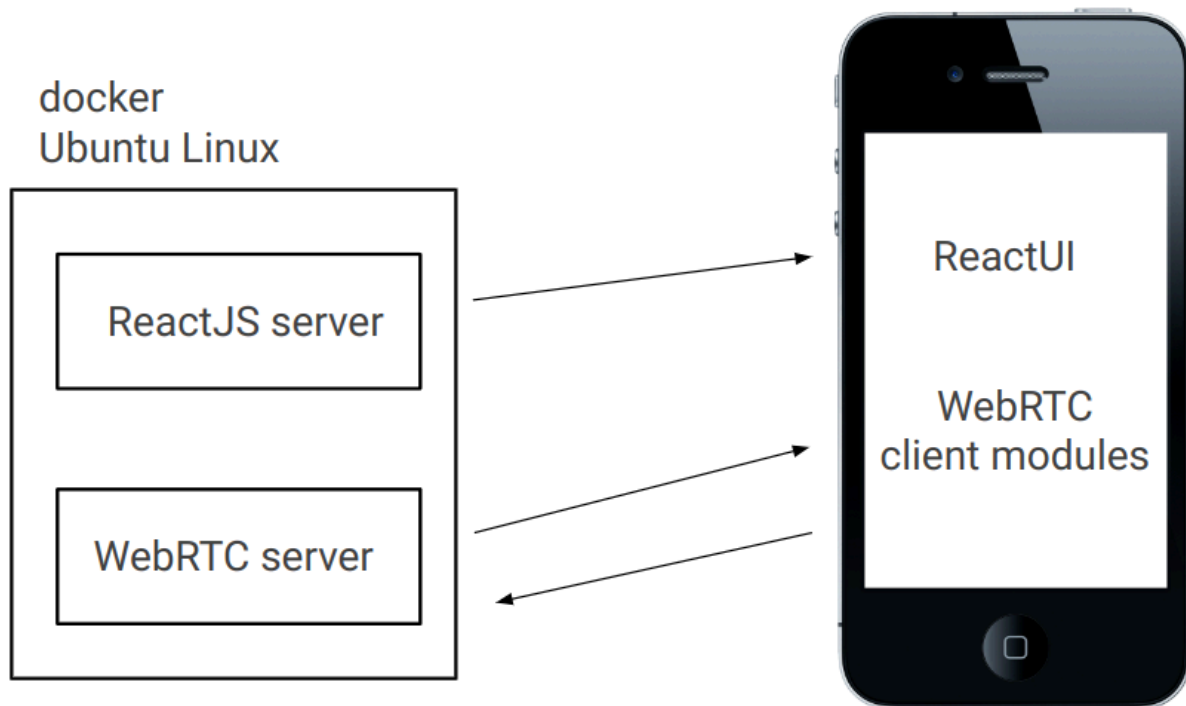 docker
Ubuntu Linux
ReactJS server
WebRTC server
ReactUI
WebRTC
client modules